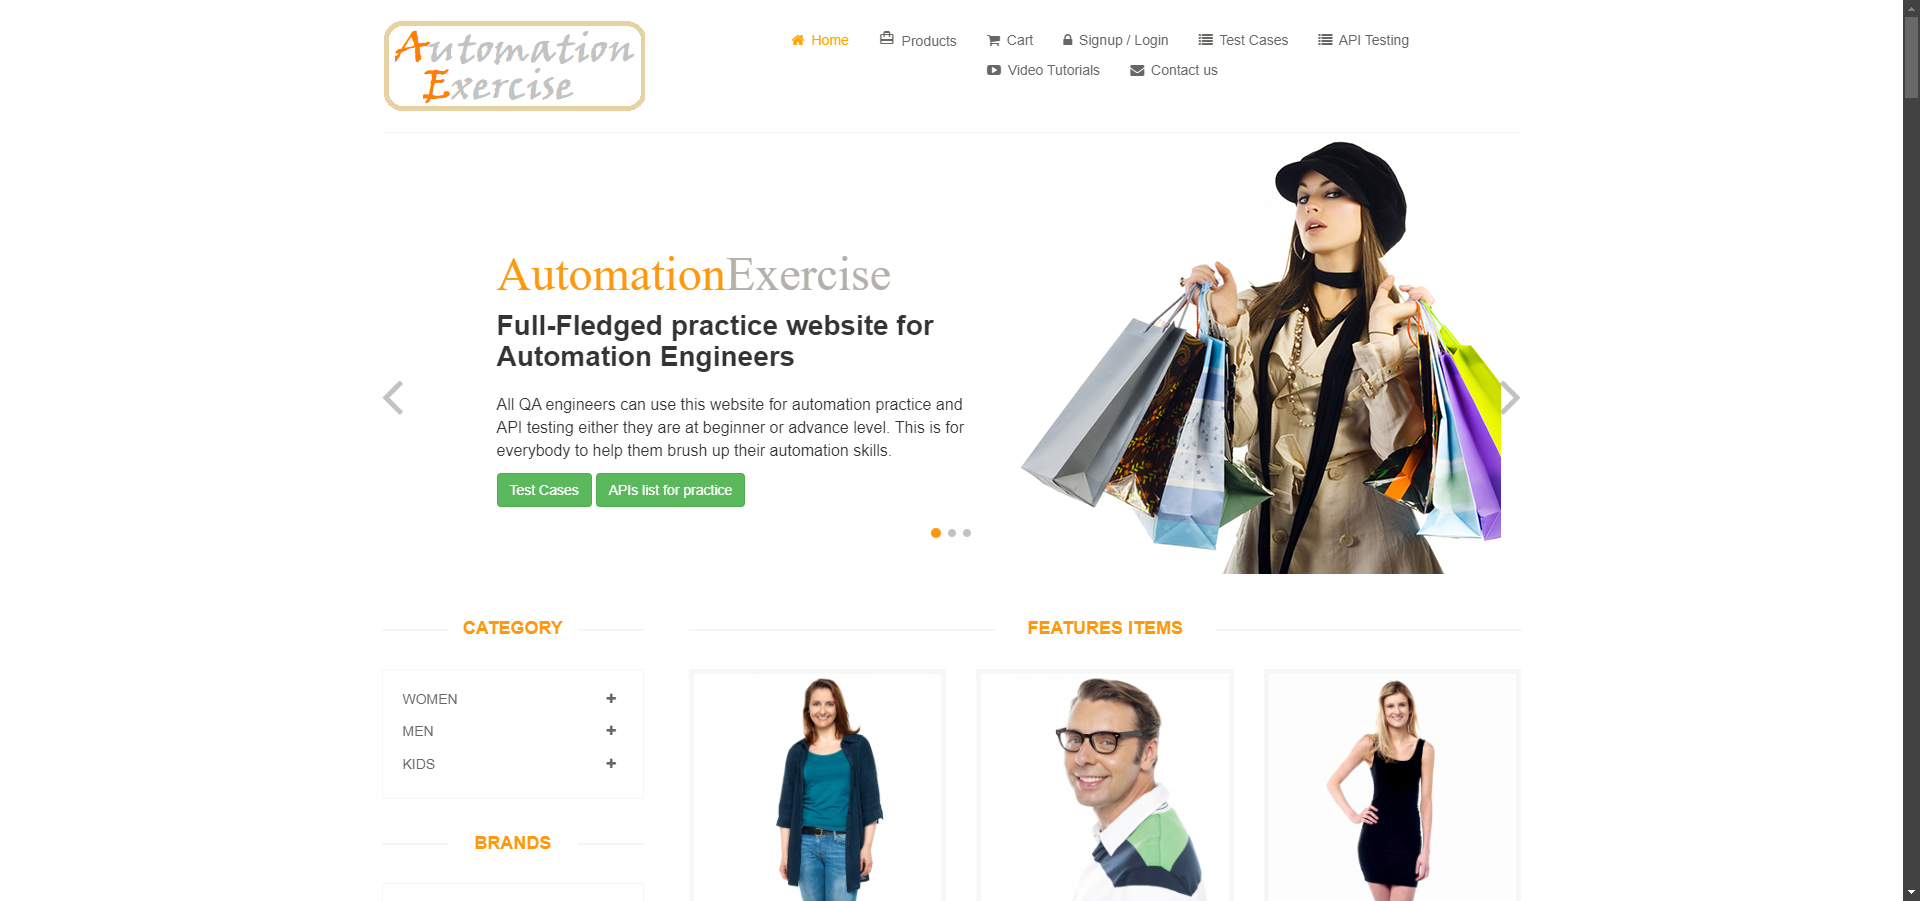 Automation
Exercise
Home Products Cart Signup / Login Test Cases API Testing
Video Tutorials Contact us
AutomationExercise
Full-Fledged practice website for
Automation Engineers
All QA engineers can use this website for automation practice and
API testing either they are at beginner or advance level. This is for
everybody to help them brush up their automation skills.
Test Cases APIs list for practice
CATEGORY
WOMEN
MEN
KIDS
BRANDS
FEATURES ITEMS